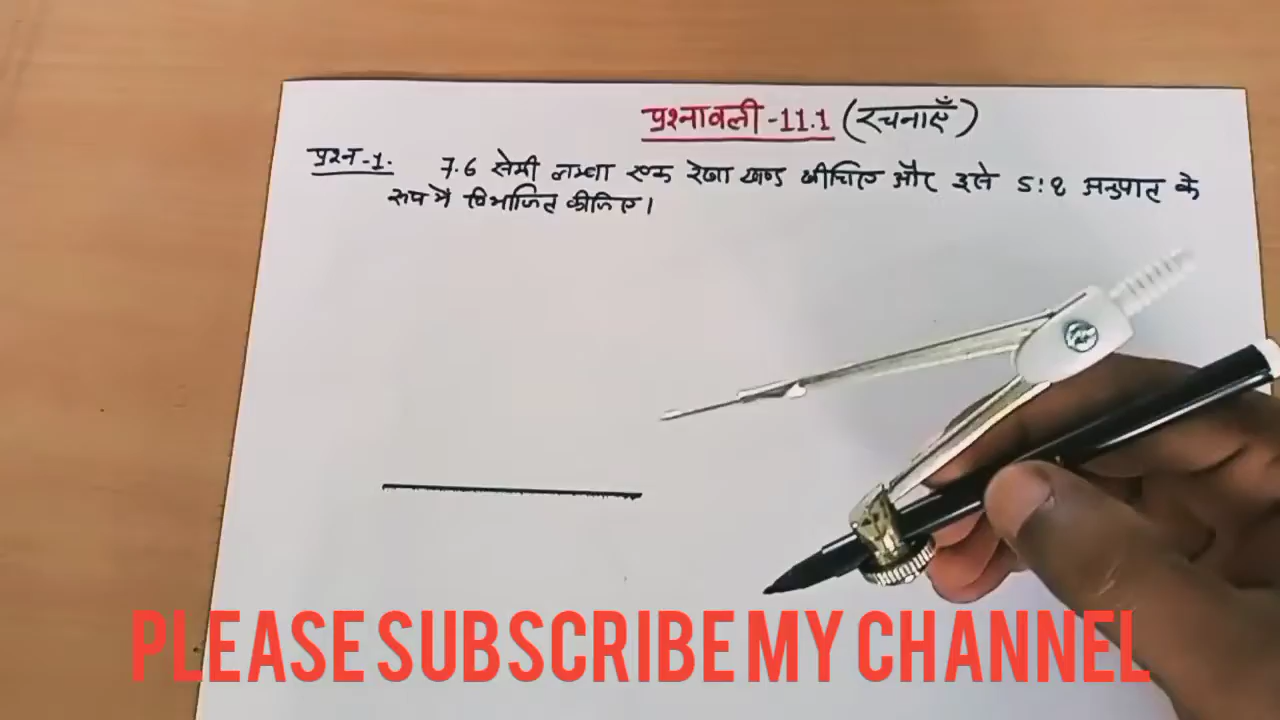 प्रश्नावली-11.1 (रचनाएँ)
प्रश्न-1. 7.6 सेमी लम्बा एक रेखा खण्ड खींचिए और इसे 5:8 अनुपात के
रूप में विभाजित कीजिए।
PLEASE SUBSCRIBE MY CHANNEL